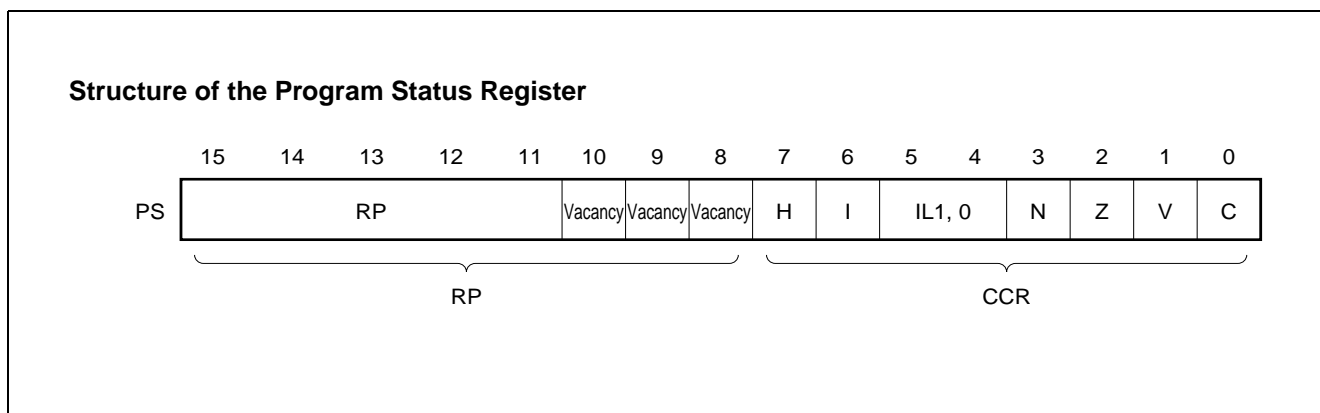 Structure of the Program Status Register
15 14 13 12 11 10 9 8 7 6 5 4 3 2 1 0
PS RP Vacancy Vacancy Vacancy H I IL1, 0 N Z V C
RP CCR